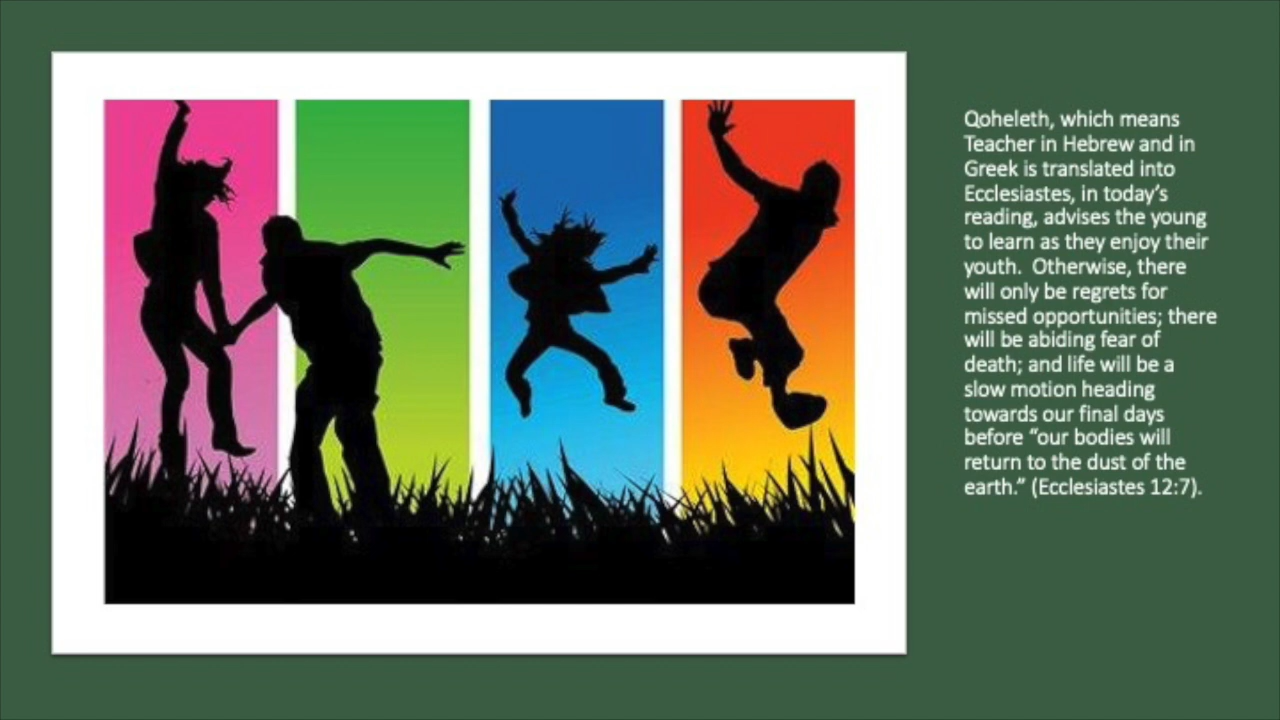 Qoheleth, which means
Teacher in Hebrew and in
Greek is translated into
Ecclesiastes, in today’s
reading, advises the young
to learn as they enjoy their
youth.  Otherwise, there
will only be regrets for
missed opportunities; there
will be abiding fear of
death; and life will be a
slow motion heading
towards our final days
before “our bodies will
return to the dust of the
earth.” (Ecclesiastes 12:7).